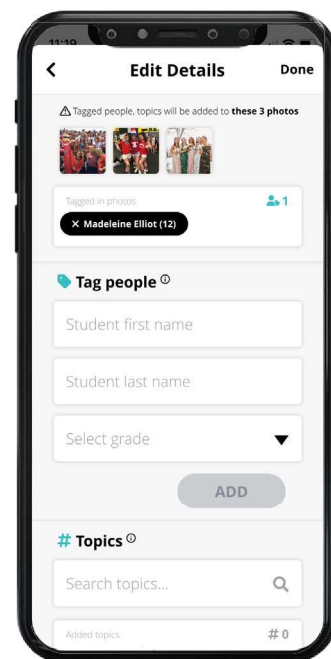 11:19
Edit Details
Done
Tagged people, topics will be added to these 3 photos
Tagged in photos
1
× Madeleine Elliot (12)
Tag people
Student first name
Student last name
Select grade
ADD
# Topics
Search topics...
Added topics
# 0